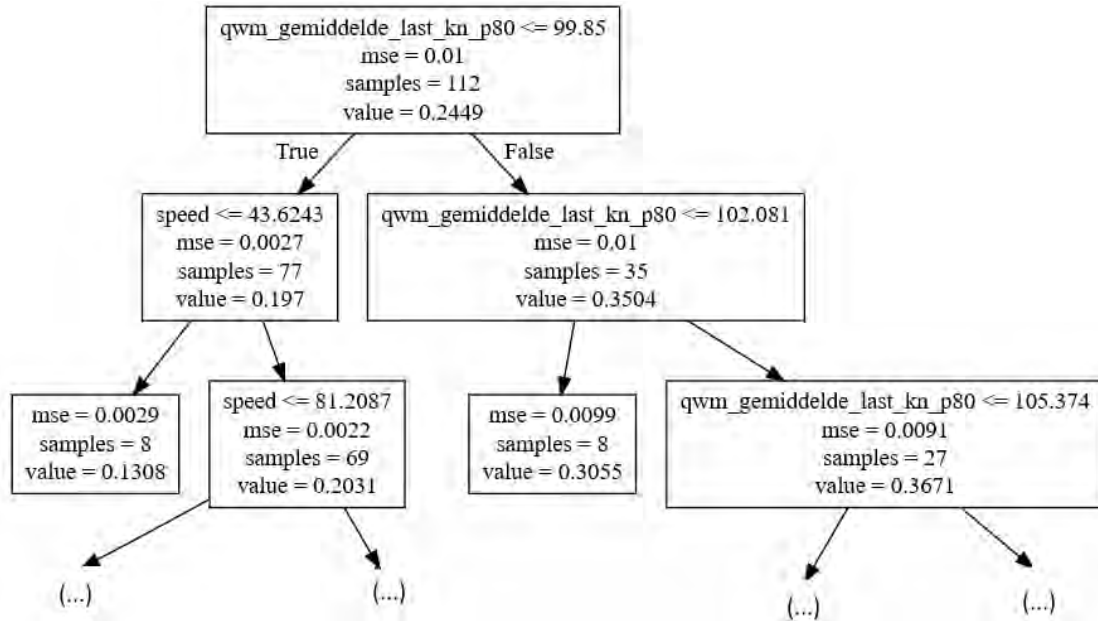 qwm_gemiddelde_last_kn_p80 <= 99.85
mse = 0.01
samples = 112
value = 0.2449
True
False
speed <= 43.6243
mse = 0.0027
samples = 77
value = 0.197
qwm_gemiddelde_last_kn_p80 <= 102.081
mse = 0.01
samples = 35
value = 0.3504
mse = 0.0029
samples = 8
value = 0.1308
speed <= 81.2087
mse = 0.0022
samples = 69
value = 0.2031
mse = 0.0099
samples = 8
value = 0.3055
qwm_gemiddelde_last_kn_p80 <= 105.374
mse = 0.0091
samples = 27
value = 0.3671
(...)
(...)
(...)
(...)